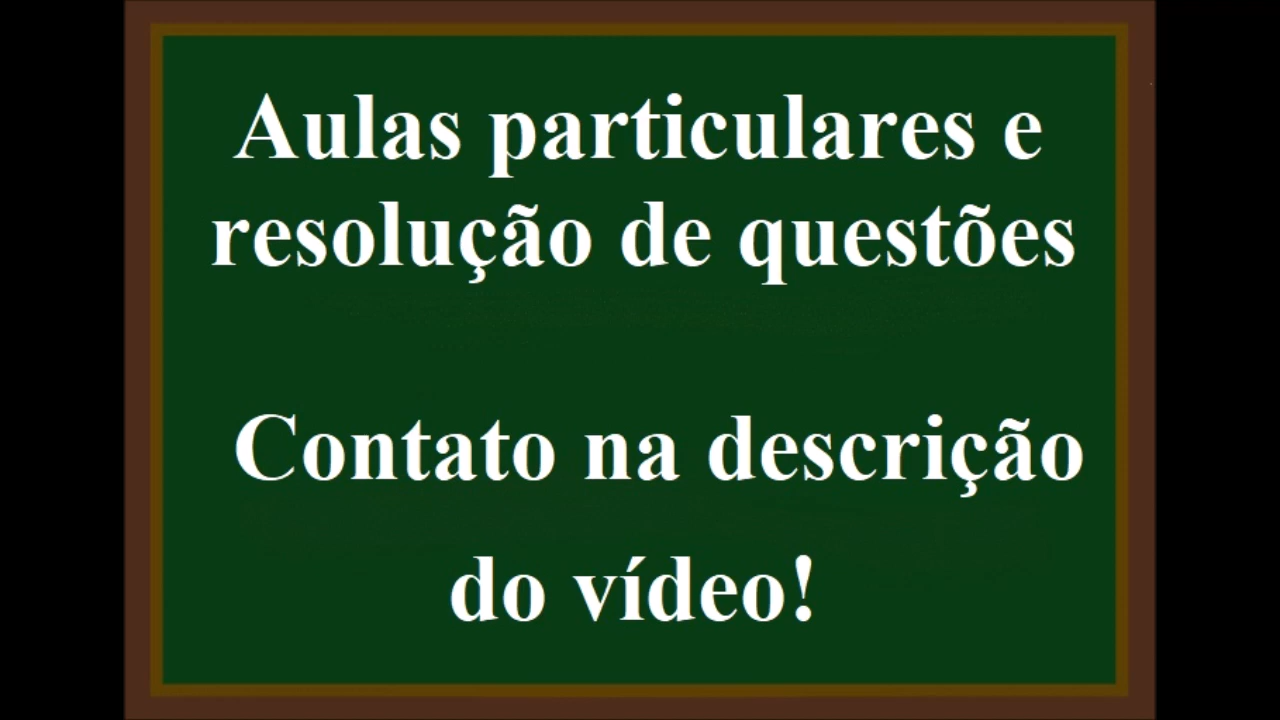 Aulas particulares e
resolução de questões
Contato na descrição
do vídeo!